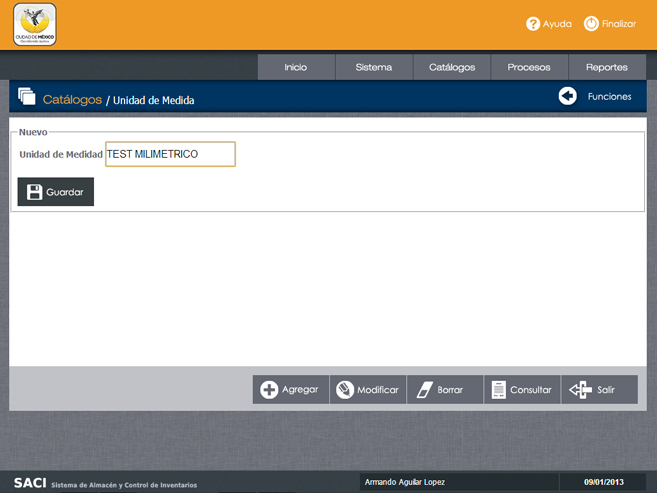 CIUDAD DE MÉXICO
Ayuda
Finalizar
Inicio
Sistema
Catálogos
Procesos
Reportes
Catálogos / Unidad de Medida
Funciones
Nuevo
Unidad de Medidad TEST MILIMETRICO
Guardar
Agregar
Modificar
Borrar
Consultar
Salir
SACI Sistema de Almacén y Control de Inventarios
Armando Aguilar Lopez
09/01/2013